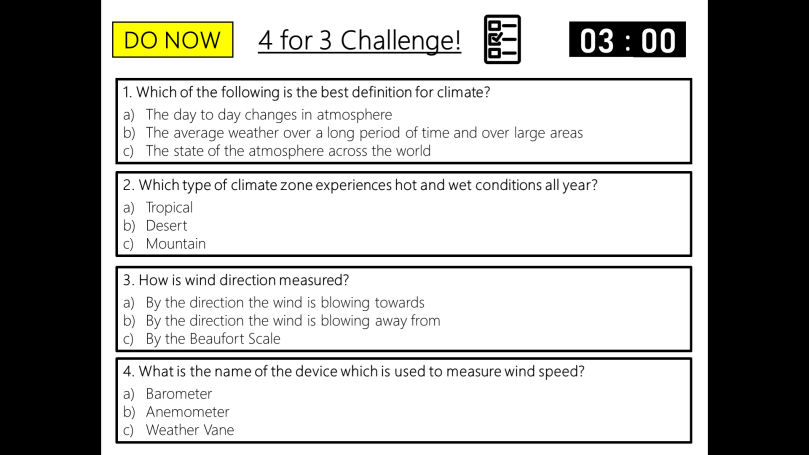 DO NOW
4 for 3 Challenge!
03 : 00
1. Which of the following is the best definition for climate?
a) The day to day changes in atmosphere
b) The average weather over a long period of time and over large areas
c) The state of the atmosphere across the world
2. Which type of climate zone experiences hot and wet conditions all year?
a) Tropical
b) Desert
c) Mountain
3. How is wind direction measured?
a) By the direction the wind is blowing towards
b) By the direction the wind is blowing away from
c) By the Beaufort Scale
4. What is the name of the device which is used to measure wind speed?
a) Barometer
b) Anemometer
c) Weather Vane